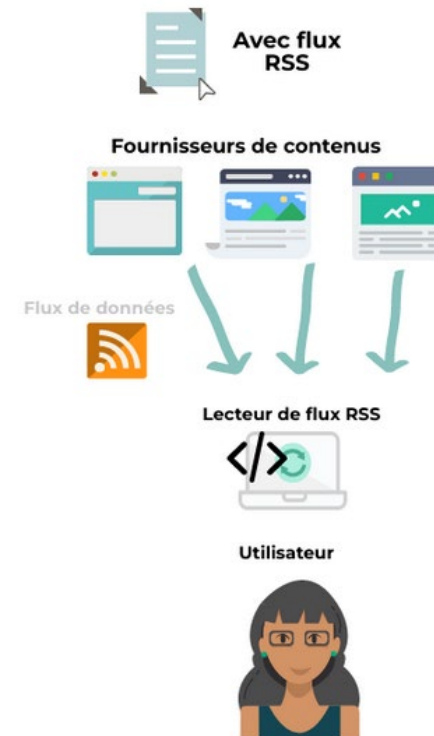 Avec flux
RSS
Fournisseurs de contenus
Flux de données
Lecteur de flux RSS
</>
Utilisateur